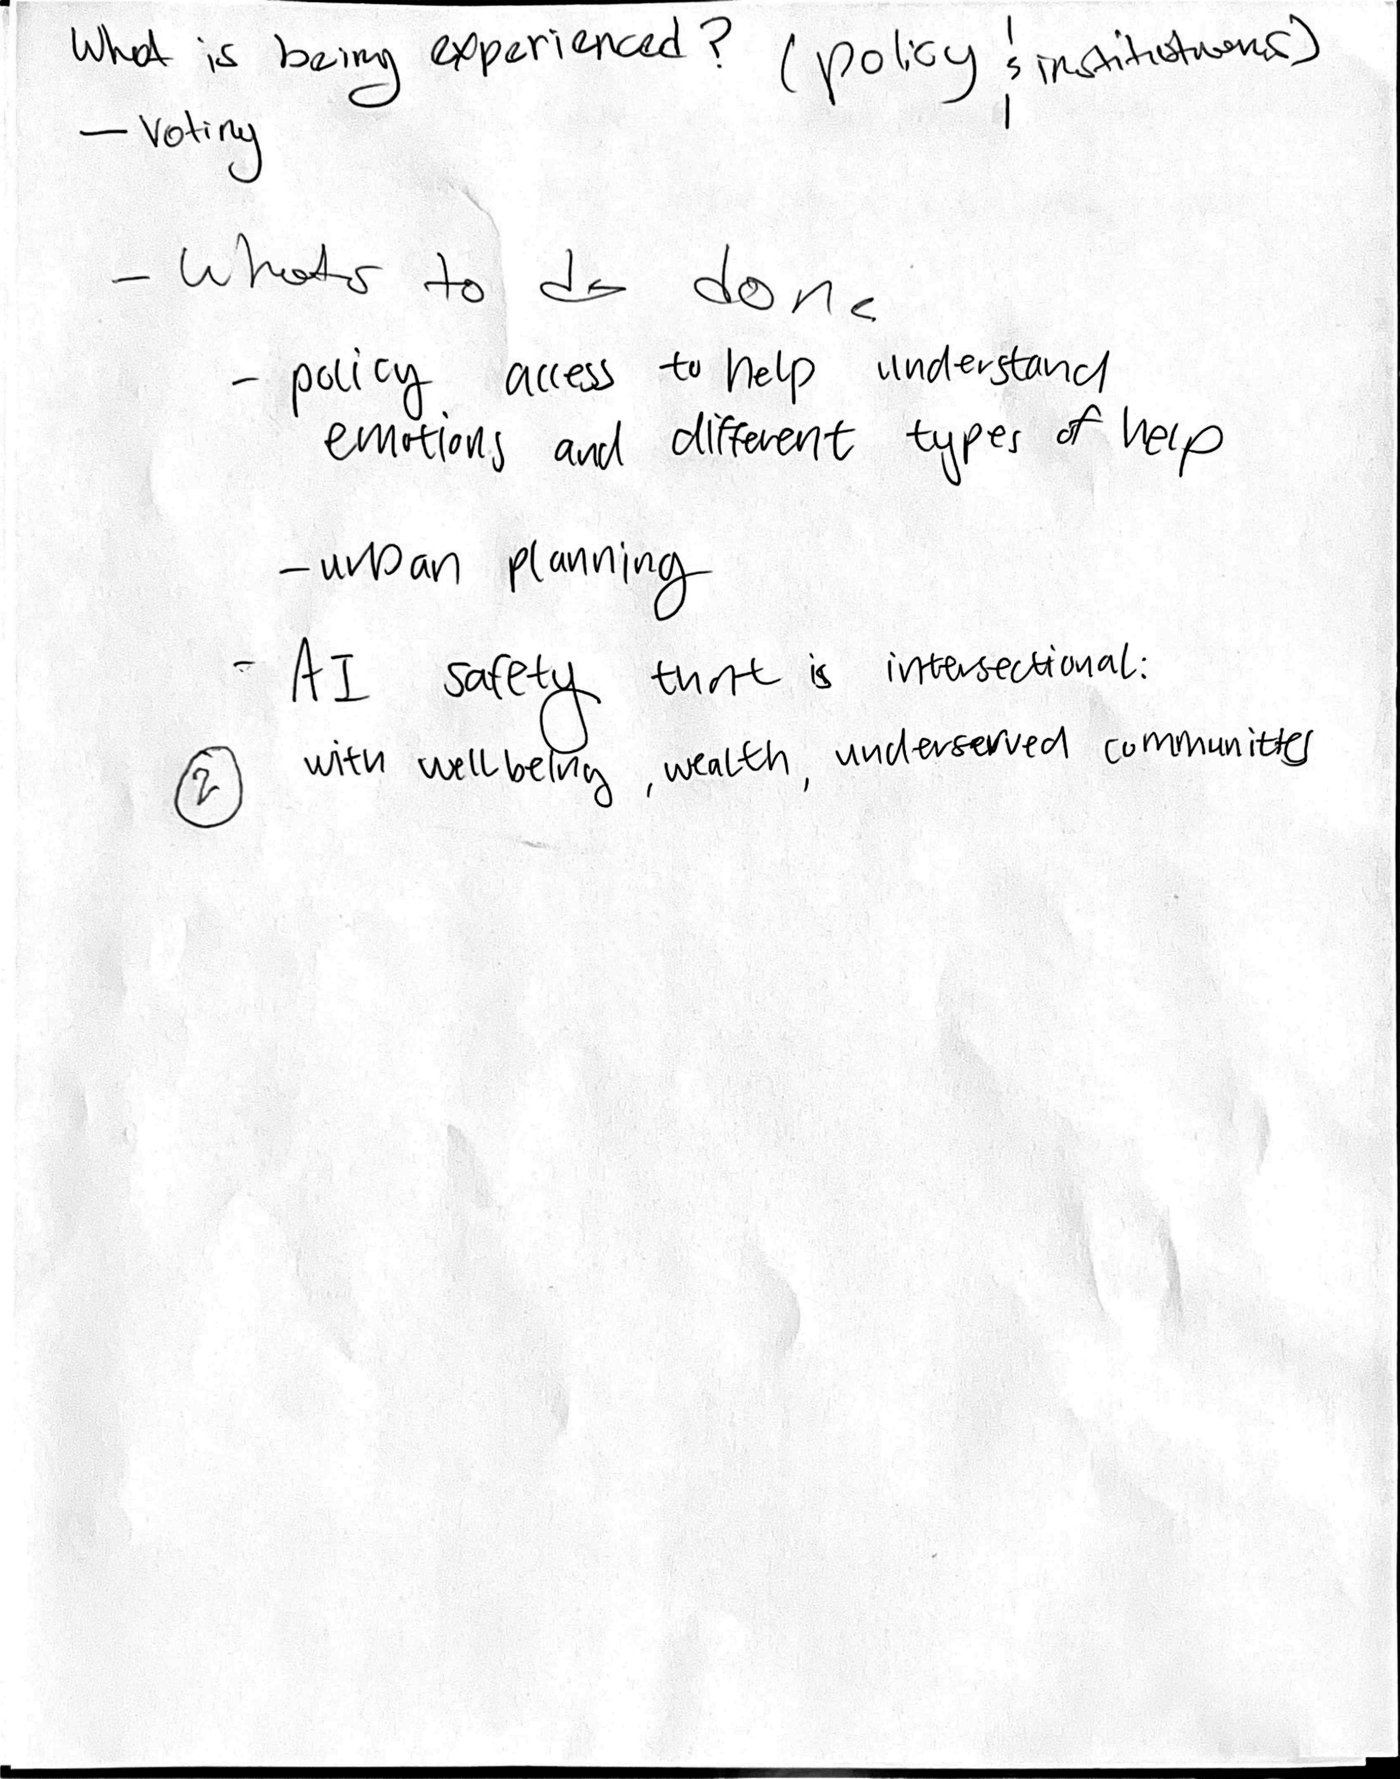 What is being experienced? (policy & institutions)
– Voting
– Whats to do done
– policy access to help understand
emotions and different types of help
– urban planning
– AI safety that is intersectional:
② with wellbeing, wealth, underserved communities